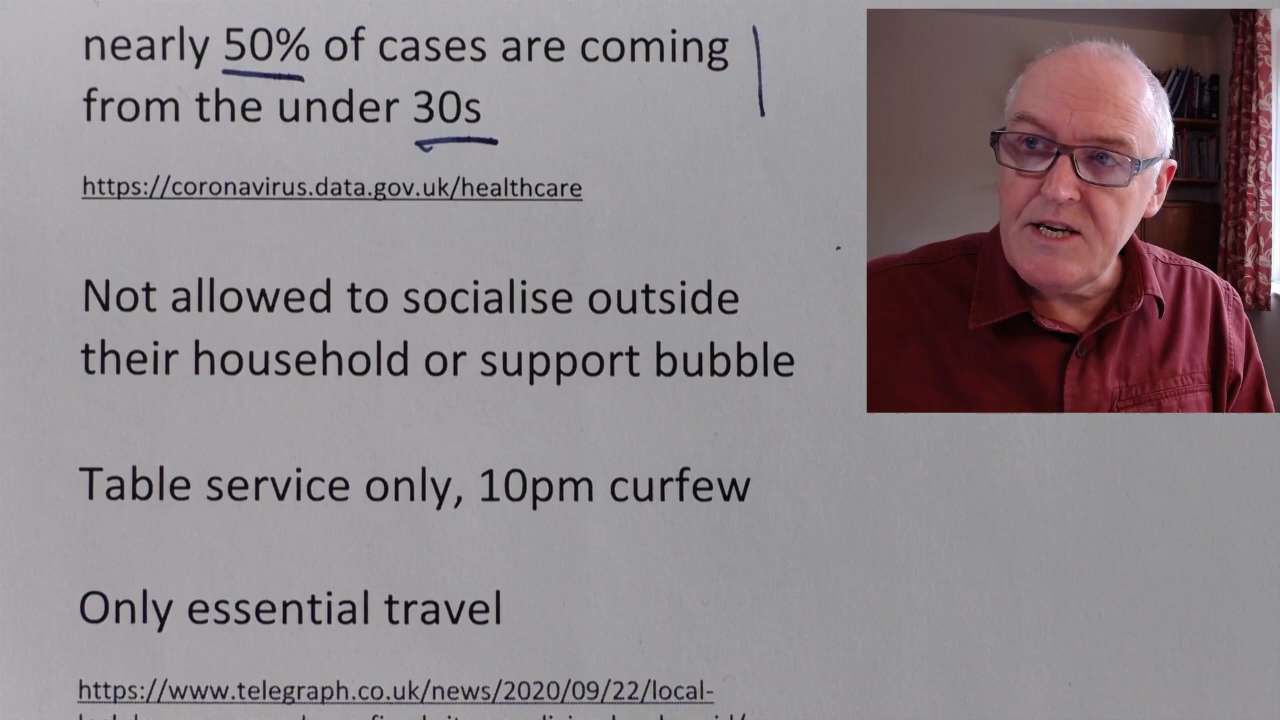 nearly 50% of cases are coming
from the under 30s
https://coronavirus.data.gov.uk/healthcare
Not allowed to socialise outside
their household or support bubble
Table service only, 10pm curfew
Only essential travel
https://www.telegraph.co.uk/news/2020/09/22/local-